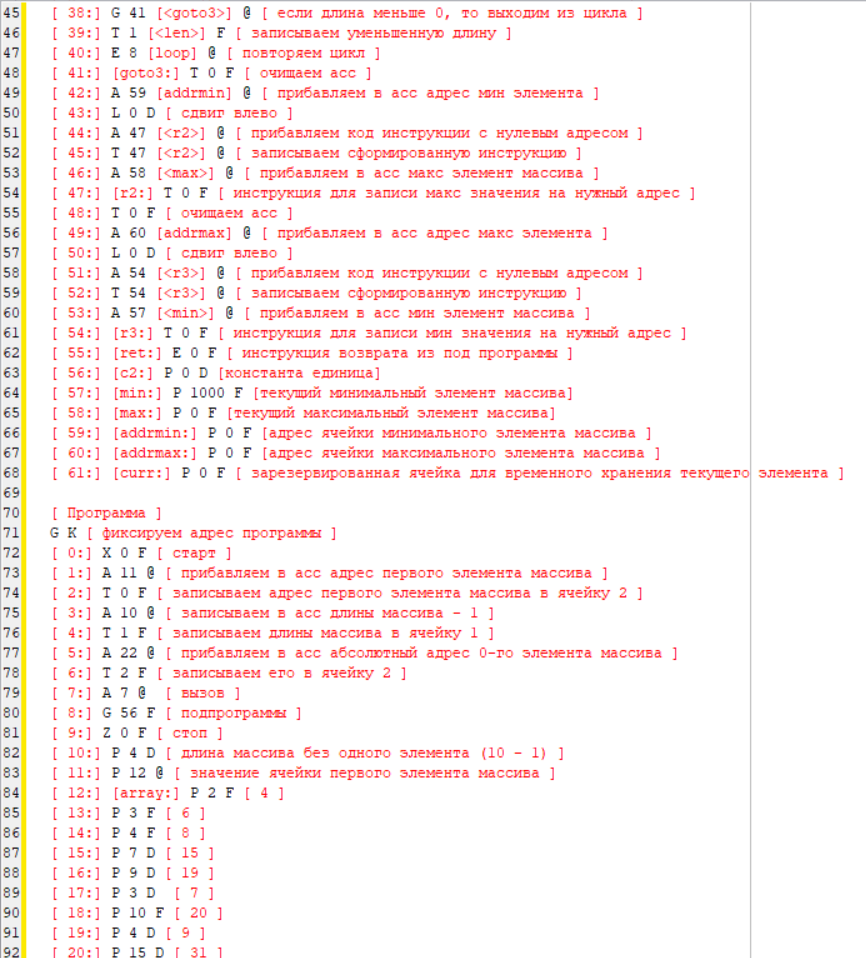 45 [ 38:] G 41 [<goto3>] @ [ если длина меньше 0, то выходим из цикла ]
46 [ 39:] T 1 [<len>] F [ записываем уменьшенную длину ]
47 [ 40:] E 8 [loop] @ [ повторяем цикл ]
48 [ 41:] [goto3:] T 0 F [ очищаем асс ]
49 [ 42:] A 59 [addrmin] @ [ прибавляем в асс адрес мин элемента ]
50 [ 43:] L 0 D [ сдвиг влево ]
51 [ 44:] A 47 [<r2>] @ [ прибавляем код инструкции с нулевым адресом ]
52 [ 45:] T 47 [<r2>] @ [ записываем сформированную инструкцию ]
53 [ 46:] A 58 [<max>] @ [ прибавляем в асс макс элемент массива ]
54 [ 47:] [r2:] T 0 F [ инструкция для записи макс значения на нужный адрес ]
55 [ 48:] T 0 F [ очищаем асс ]
56 [ 49:] A 60 [addrmax] @ [ прибавляем в асс адрес макс элемента ]
57 [ 50:] L 0 D [ сдвиг влево ]
58 [ 51:] A 54 [<r3>] @ [ прибавляем код инструкции с нулевым адресом ]
59 [ 52:] T 54 [<r3>] @ [ записываем сформированную инструкцию ]
60 [ 53:] A 57 [<min>] @ [ прибавляем в асс мин элемент массива ]
61 [ 54:] [r3:] T 0 F [ инструкция для записи мин значения на нужный адрес ]
62 [ 55:] [ret:] E 0 F [ инструкция возврата из под программы ]
63 [ 56:] [c2:] P 0 D [константа единица]
64 [ 57:] [min:] P 1000 F [текущий минимальный элемент массива]
65 [ 58:] [max:] P 0 F [текущий максимальный элемент массива]
66 [ 59:] [addrmin:] P 0 F [адрес ячейки минимального элемента массива ]
67 [ 60:] [addrmax:] P 0 F [адрес ячейки максимального элемента массива ]
68 [ 61:] [curr:] P 0 F [ зарезервированная ячейка для временного хранения текущего элемента ]
69
70 [ Программа ]
71 G K [ фиксируем адрес программы ]
72 [ 0:] X 0 F [ старт ]
73 [ 1:] A 11 @ [ прибавляем в асс адрес первого элемента массива ]
74 [ 2:] T 0 F [ записываем адрес первого элемента массива в ячейку 2 ]
75 [ 3:] A 10 @ [ записываем в асс длины массива - 1 ]
76 [ 4:] T 1 F [ записываем длины массива в ячейку 1 ]
77 [ 5:] A 22 @ [ прибавляем в асс абсолютный адрес 0-го элемента массива ]
78 [ 6:] T 2 F [ записываем его в ячейку 2 ]
79 [ 7:] A 7 @ [ вызов ]
80 [ 8:] G 56 F [ подпрограммы ]
81 [ 9:] Z 0 F [ стоп ]
82 [ 10:] P 4 D [ длина массива без одного элемента (10 - 1) ]
83 [ 11:] P 12 @ [ значение ячейки первого элемента массива ]
84 [ 12:] [array:] P 2 F [ 4 ]
85 [ 13:] P 3 F [ 6 ]
86 [ 14:] P 4 F [ 8 ]
87 [ 15:] P 7 D [ 15 ]
88 [ 16:] P 9 D [ 19 ]
89 [ 17:] P 3 D [ 7 ]
90 [ 18:] P 10 F [ 20 ]
91 [ 19:] P 4 D [ 9 ]
92 [ 20:] P 15 D [ 31 ]